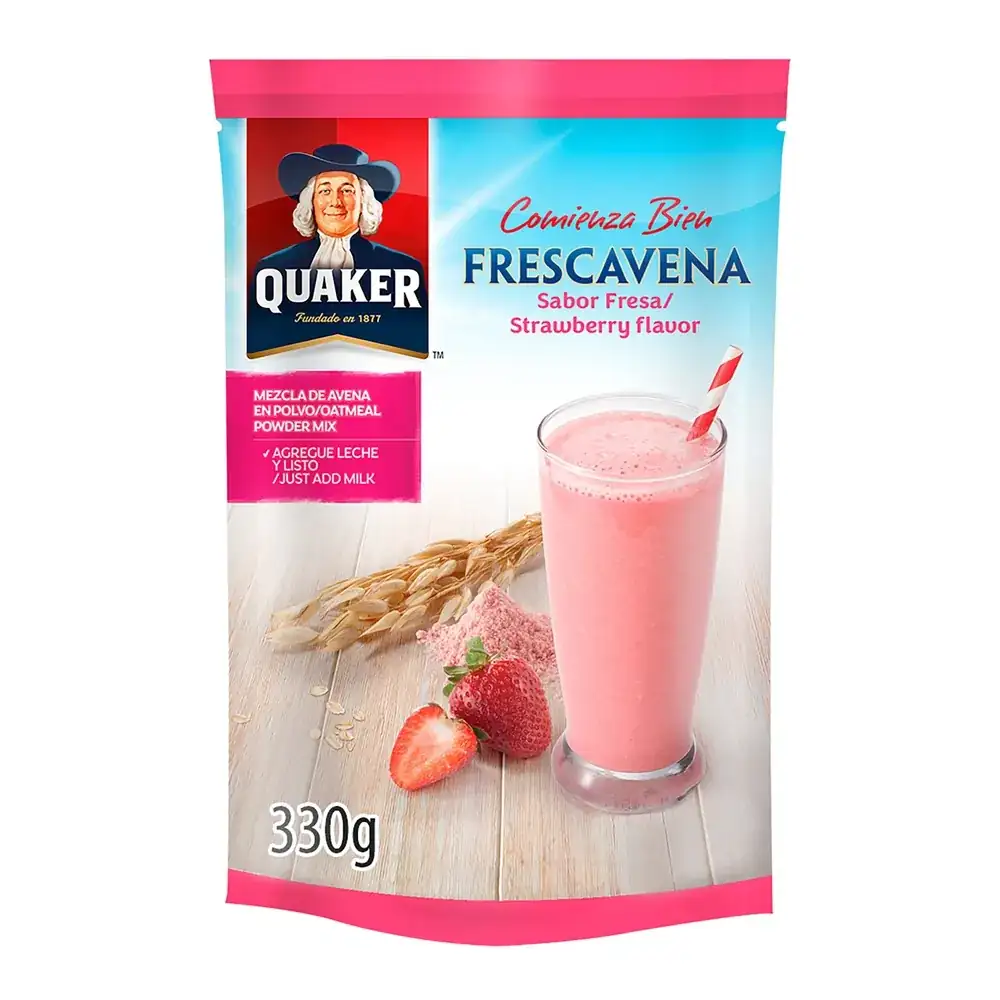 QUAKER
Fundado en 1877
TM
Comienza Bien
FRESCAVENA
Sabor Fresa/
Strawberry flavor
MEZCLA DE AVENA
EN POLVO/OATMEAL
POWDER MIX
✓ AGREGUE LECHE
Y LISTO
/JUST ADD MILK
330g